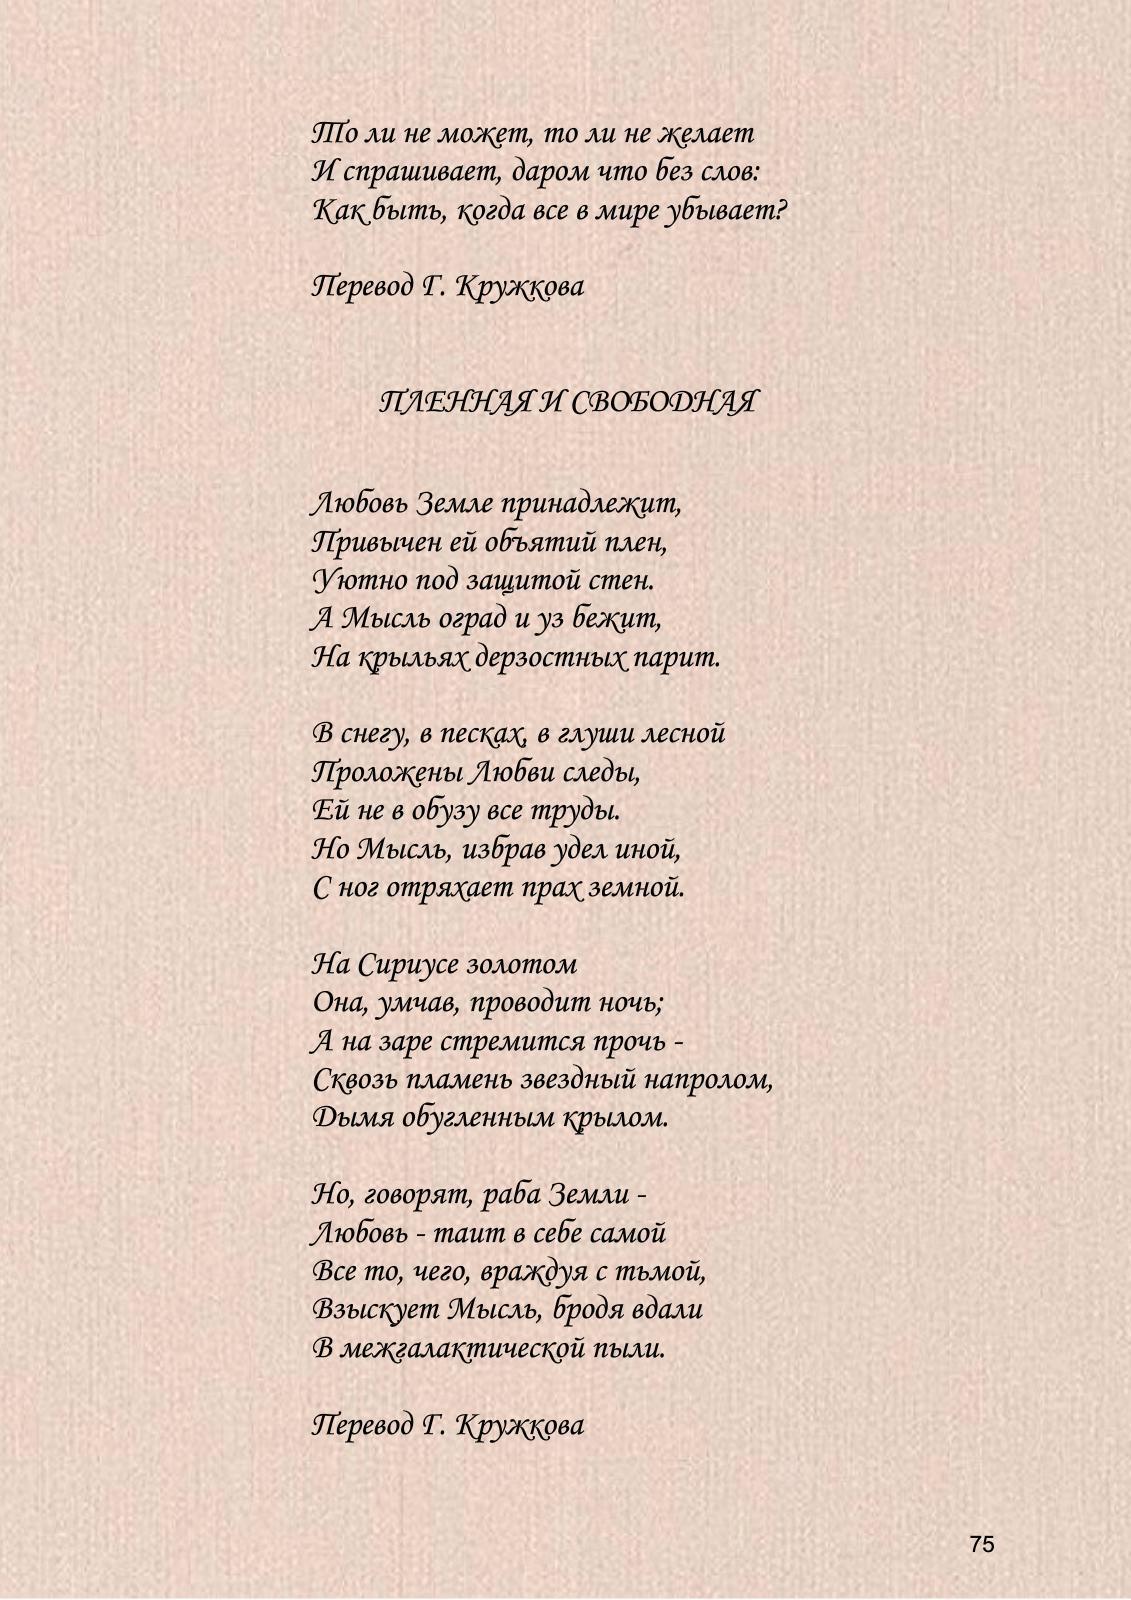 То ли не может, то ли не желает
И спрашивает, даром что без слов:
Как быть, когда все в мире убывает?
Перевод Г. Кружкова
ПЛЕННАЯ И СВОБОДНАЯ
Любовь Земле принадлежит,
Привычен ей объятий плен,
Уютно под защитой стен.
А Мысль оград и уз бежит,
На крыльях дерзостных парит.
В снегу, в песках, в глуши лесной
Проложены Любви следы,
Ей не в обузу все труды.
Но Мысль, избрав удел иной,
С ног отряхает прах земной.
На Сириусе золотом
Она, умчав, проводит ночь;
А на заре стремится прочь -
Сквозь пламень звездный напролом,
Дымя обугленным крылом.
Но, говорят, раба Земли -
Любовь - таит в себе самой
Все то, чего, враждуя с тьмой,
Взыскует Мысль, бродя вдали
В межгалактической пыли.
Перевод Г. Кружкова
75